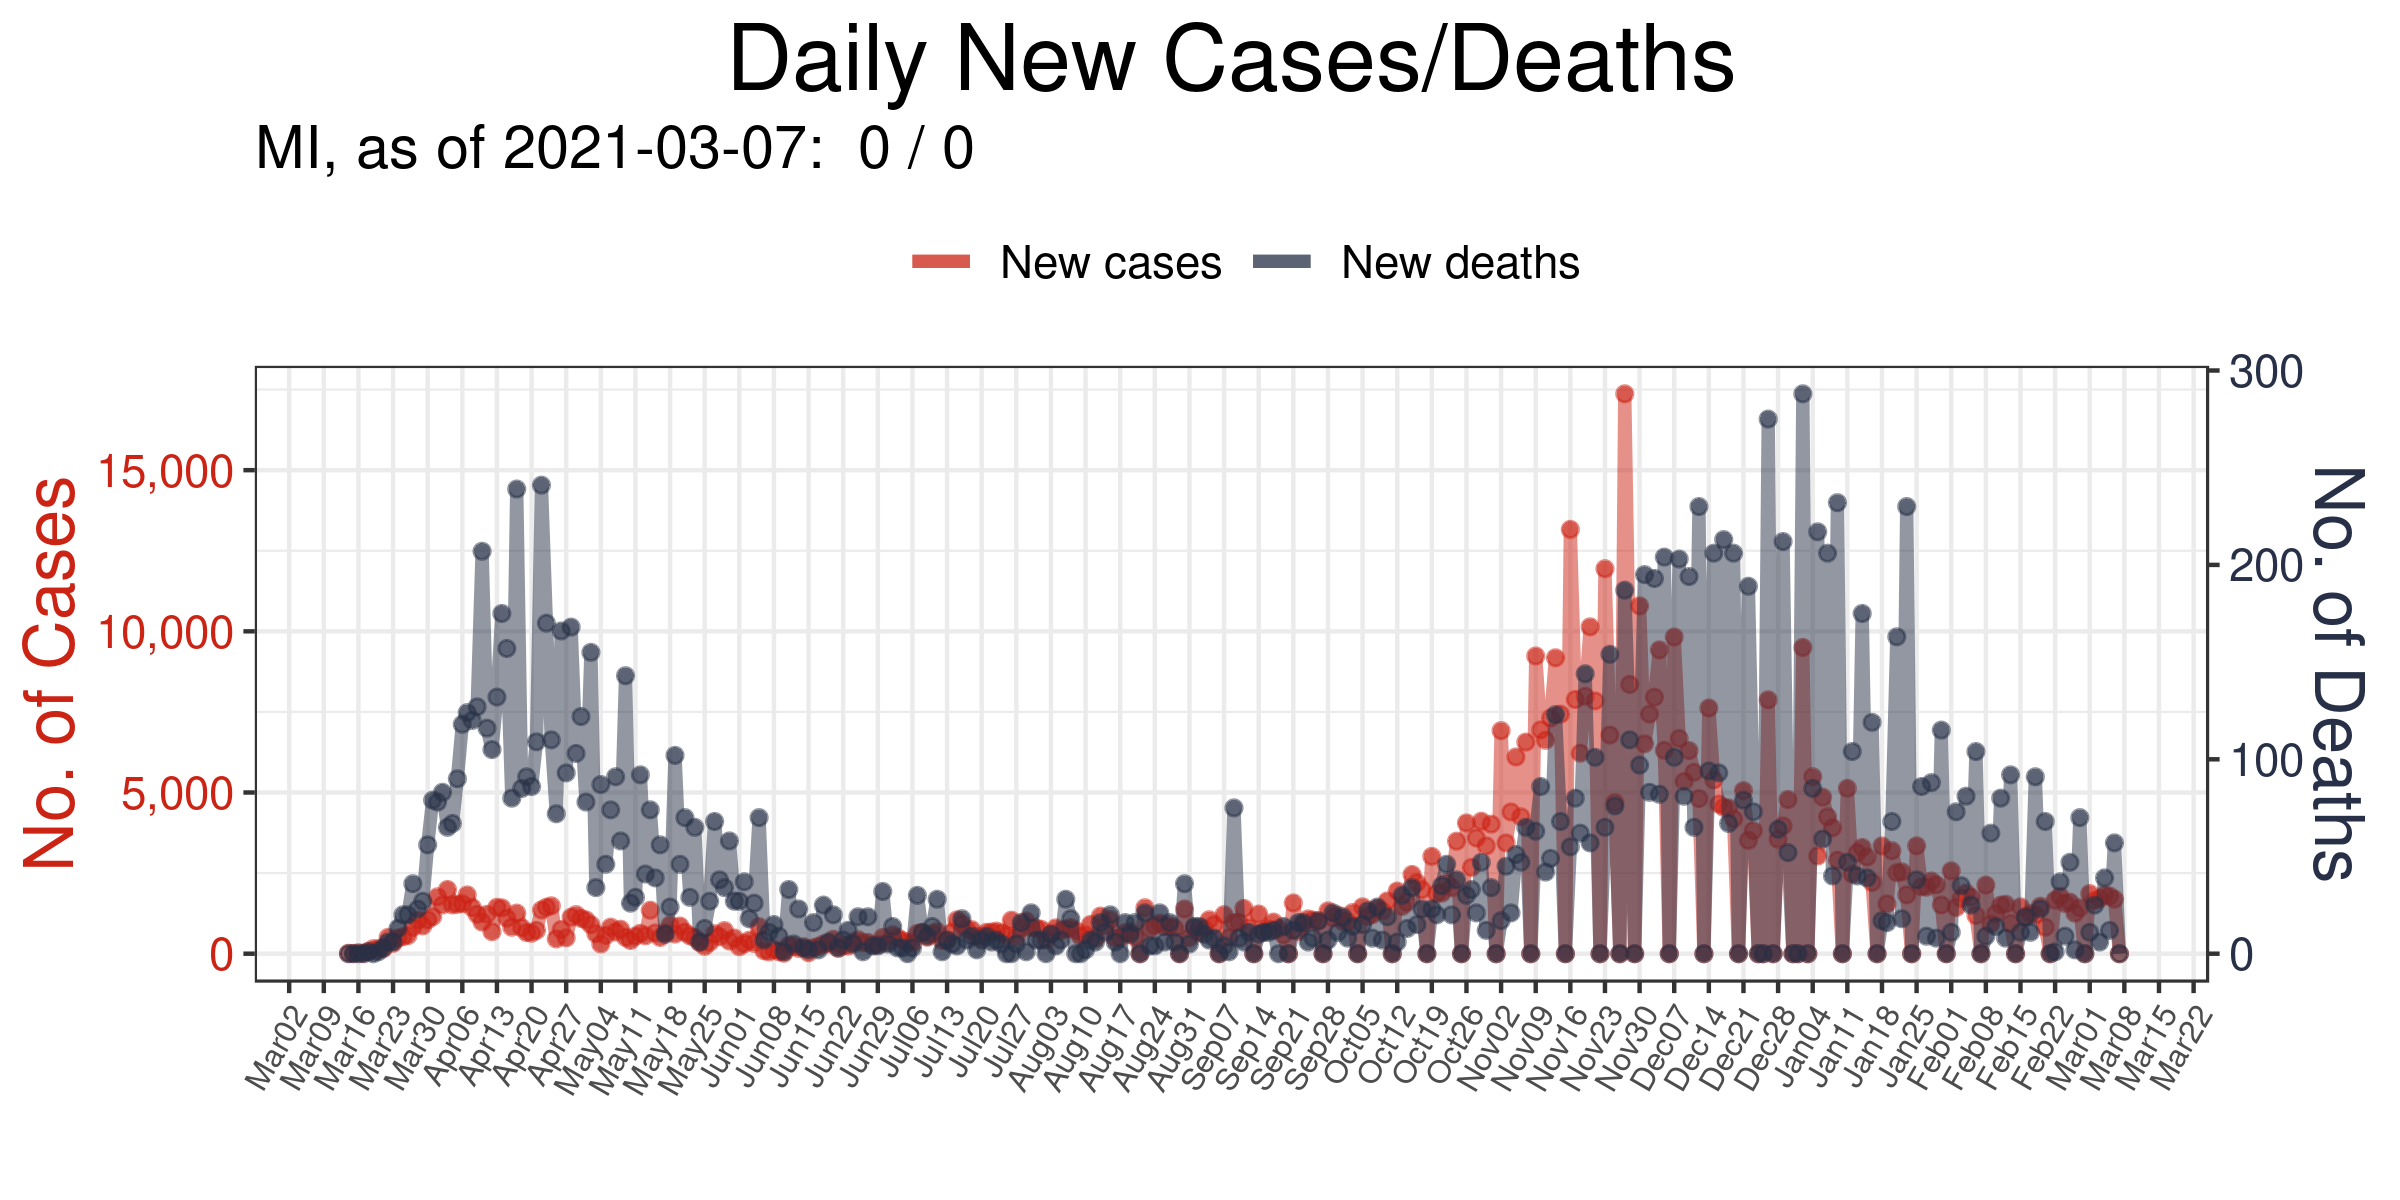 Daily New Cases/Deaths
MI, as of 2021-03-07:  0 / 0
New cases
New deaths
No. of Cases
15,000
10,000
5,000
0
300
200
100
0
No. of Deaths
Mar02
Mar09
Mar16
Mar23
Mar30
Apr06
Apr13
Apr20
Apr27
May04
May11
May18
May25
Jun01
Jun08
Jun15
Jun22
Jun29
Jul06
Jul13
Jul20
Jul27
Aug03
Aug10
Aug17
Aug24
Aug31
Sep07
Sep14
Sep21
Sep28
Oct05
Oct12
Oct19
Oct26
Nov02
Nov09
Nov16
Nov23
Nov30
Dec07
Dec14
Dec21
Dec28
Dec04
Jan11
Jan18
Jan18
Jan25
Feb01
Feb08
Feb15
Feb22
Mar01
Mar08
Mar15
Mar22